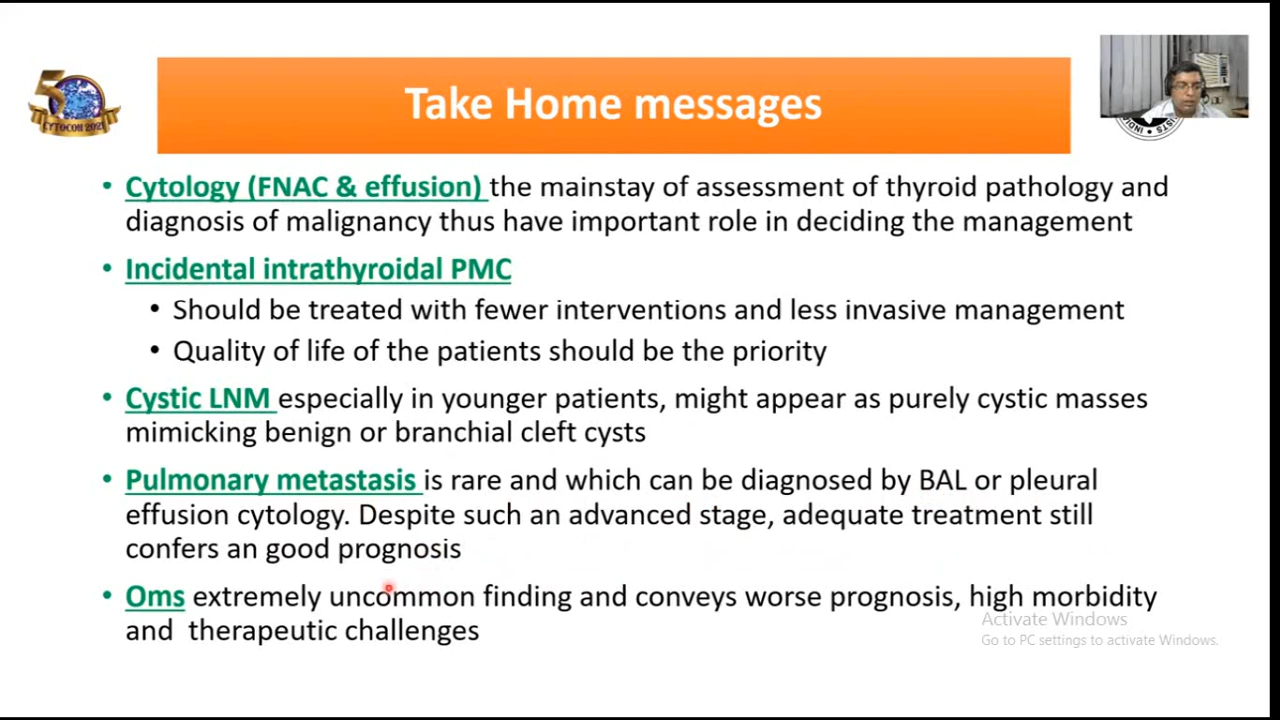 50
CYTOCON 2021
Take Home messages
• Cytology (FNAC & effusion) the mainstay of assessment of thyroid pathology and
diagnosis of malignancy thus have important role in deciding the management
• Incidental intrathyroidal PMC
• Should be treated with fewer interventions and less invasive management
• Quality of life of the patients should be the priority
• Cystic LNM especially in younger patients, might appear as purely cystic masses
mimicking benign or branchial cleft cysts
• Pulmonary metastasis is rare and which can be diagnosed by BAL or pleural
effusion cytology. Despite such an advanced stage, adequate treatment still
confers an good prognosis
• Oms extremely uncommon finding and conveys worse prognosis, high morbidity
and therapeutic challenges
Activate Windows
Go to PC settings to activate Windows.